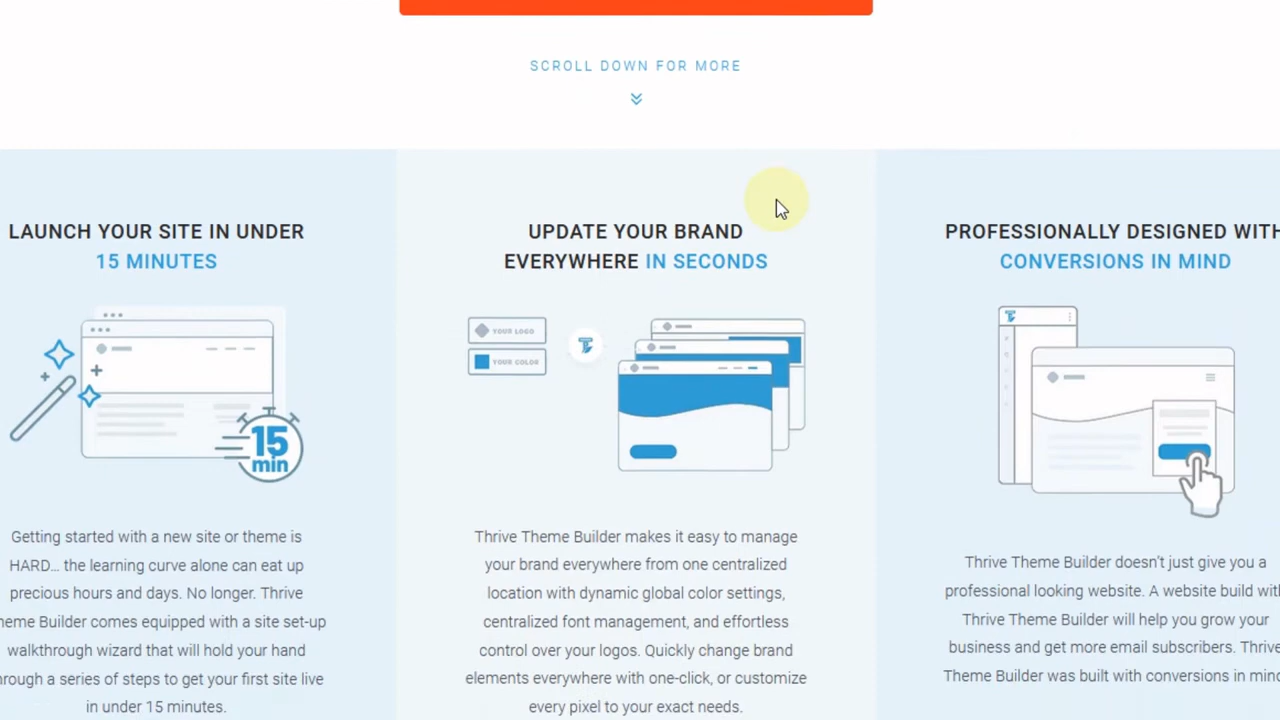 SCROLL DOWN FOR MORE
LAUNCH YOUR SITE IN UNDER
15 MINUTES
15
min
Getting started with a new site or theme is
HARD... the learning curve alone can eat up
precious hours and days. No longer. Thrive
heme Builder comes equipped with a site set-up
walkthrough wizard that will hold your hand
hrough a series of steps to get your first site live
in under 15 minutes.
UPDATE YOUR BRAND
EVERYWHERE IN SECONDS
YOUR LOGO
YOUR COLOR
Thrive Theme Builder makes it easy to manage
your brand everywhere from one centralized
location with dynamic global color settings,
centralized font management, and effortless
control over your logos. Quickly change brand
elements everywhere with one-click, or customize
every pixel to your exact needs.
PROFESSIONALLY DESIGNED WITH
CONVERSIONS IN MIND
Thrive Theme Builder doesn't just give you a
professional looking website. A website build with
Thrive Theme Builder will help you grow your
business and get more email subscribers. Thrive
Theme Builder was built with conversions in mind